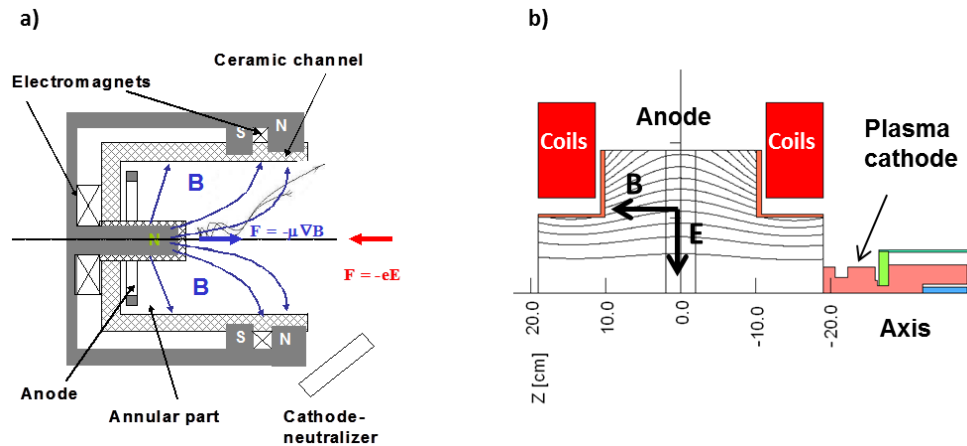 a)
Electromagnets
Ceramic channel
S
N
B
N
F = -μ∇B
F = -eE
B
S
N
Anode
Annular part
Cathode-
neutralizer
b)
Anode
Coils
Coils
Plasma
cathode
B
E
20.0
10.0
0.0
-10.0
-20.0
Axis
Z [cm]